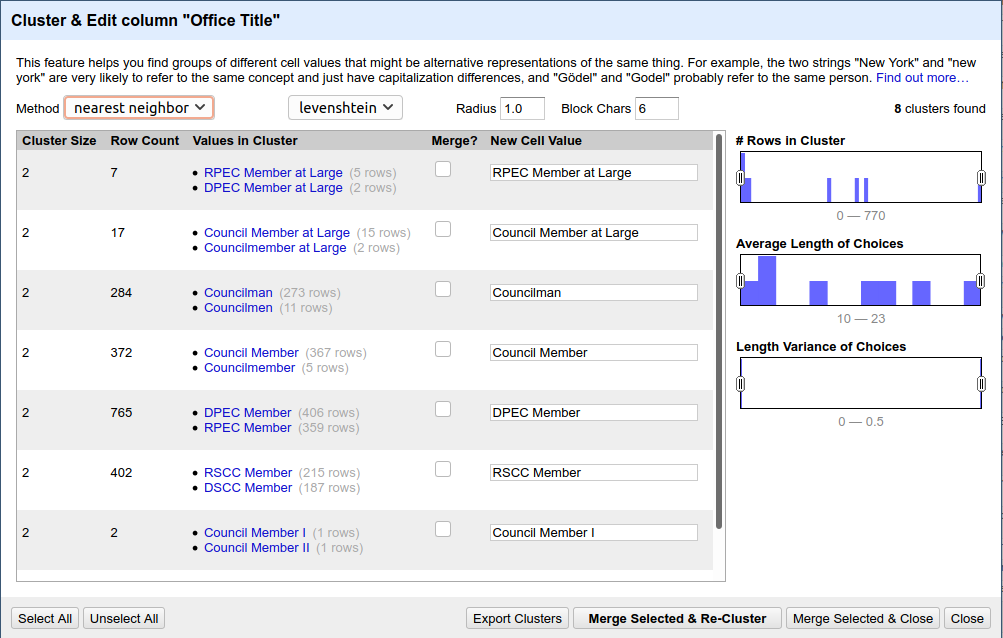 Cluster & Edit column "Office Title"
This feature helps you find groups of different cell values that might be alternative representations of the same thing. For example, the two strings "New York" and "new
york" are very likely to refer to the same concept and just have capitalization differences, and "Gödel" and "Godel" probably refer to the same person. Find out more…
Method nearest neighbor levenshtein Radius 1.0 Block Chars 6 8 clusters found
Cluster Size Row Count Values in Cluster Merge? New Cell Value
2 7 • RPEC Member at Large (5 rows) RPEC Member at Large
• DPEC Member at Large (2 rows)
2 17 • Council Member at Large (15 rows) Council Member at Large
• Councilmember at Large (2 rows)
2 284 • Councilman (273 rows) Councilman
• Councilmen (11 rows)
2 372 • Council Member (367 rows) Council Member
• Councilmember (5 rows)
2 765 • DPEC Member (406 rows) DPEC Member
• RPEC Member (359 rows)
2 402 • RSCC Member (215 rows) RSCC Member
• DSCC Member (187 rows)
2 2 • Council Member I (1 rows) Council Member I
• Council Member II (1 rows)
# Rows in Cluster
0 — 770
Average Length of Choices
10 — 23
Length Variance of Choices
0 — 0.5
Select All Unselect All Export Clusters Merge Selected & Re-Cluster Merge Selected & Close Close